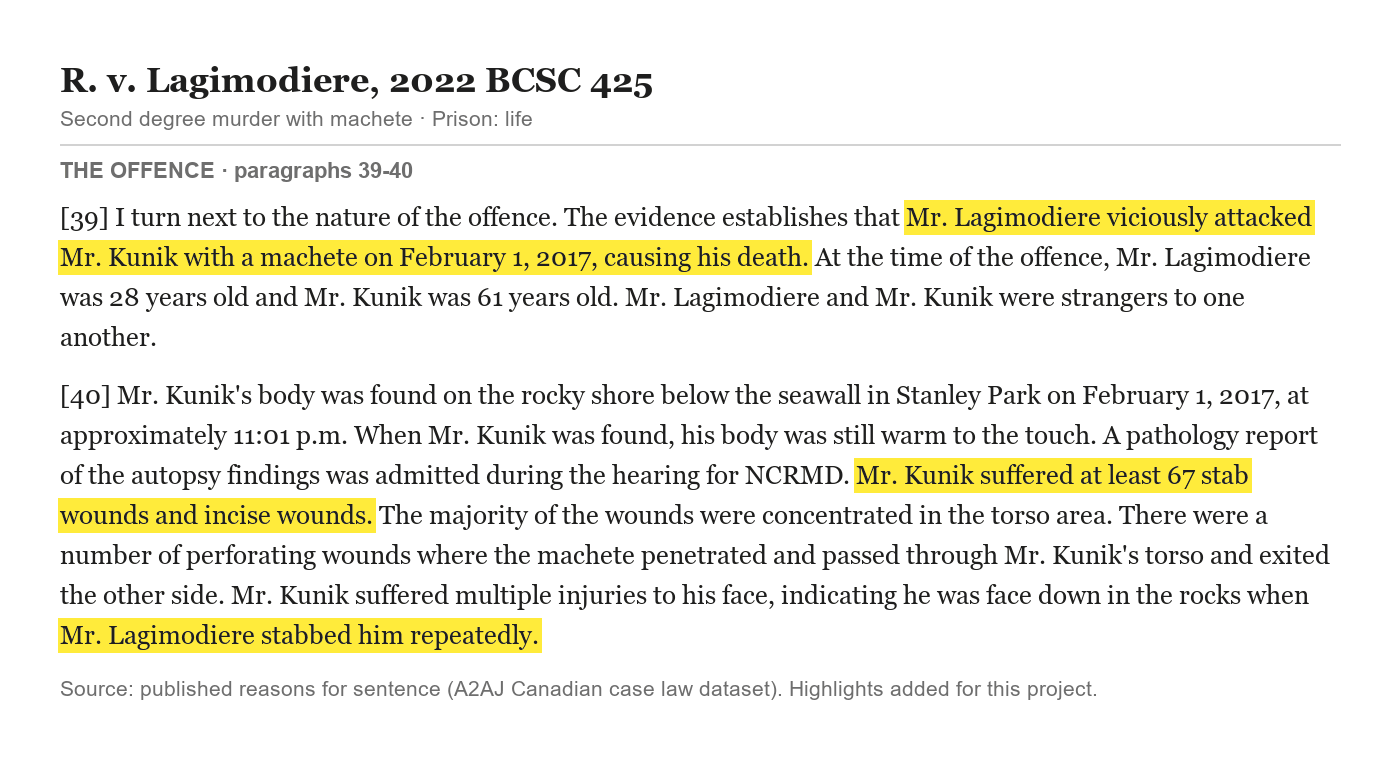 R. v. Lagimodiere, 2022 BCSC 425
Second degree murder with machete · Prison: life
THE OFFENCE · paragraphs 39-40
[39] I turn next to the nature of the offence. The evidence establishes that Mr. Lagimodiere viciously attacked
Mr. Kunik with a machete on February 1, 2017, causing his death. At the time of the offence, Mr. Lagimodiere
was 28 years old and Mr. Kunik was 61 years old. Mr. Lagimodiere and Mr. Kunik were strangers to one
another.
[40] Mr. Kunik's body was found on the rocky shore below the seawall in Stanley Park on February 1, 2017, at
approximately 11:01 p.m. When Mr. Kunik was found, his body was still warm to the touch. A pathology report
of the autopsy findings was admitted during the hearing for NCRMD. Mr. Kunik suffered at least 67 stab
wounds and incise wounds. The majority of the wounds were concentrated in the torso area. There were a
number of perforating wounds where the machete penetrated and passed through Mr. Kunik's torso and exited
the other side. Mr. Kunik suffered multiple injuries to his face, indicating he was face down in the rocks when
Mr. Lagimodiere stabbed him repeatedly.
Source: published reasons for sentence (A2AJ Canadian case law dataset). Highlights added for this project.